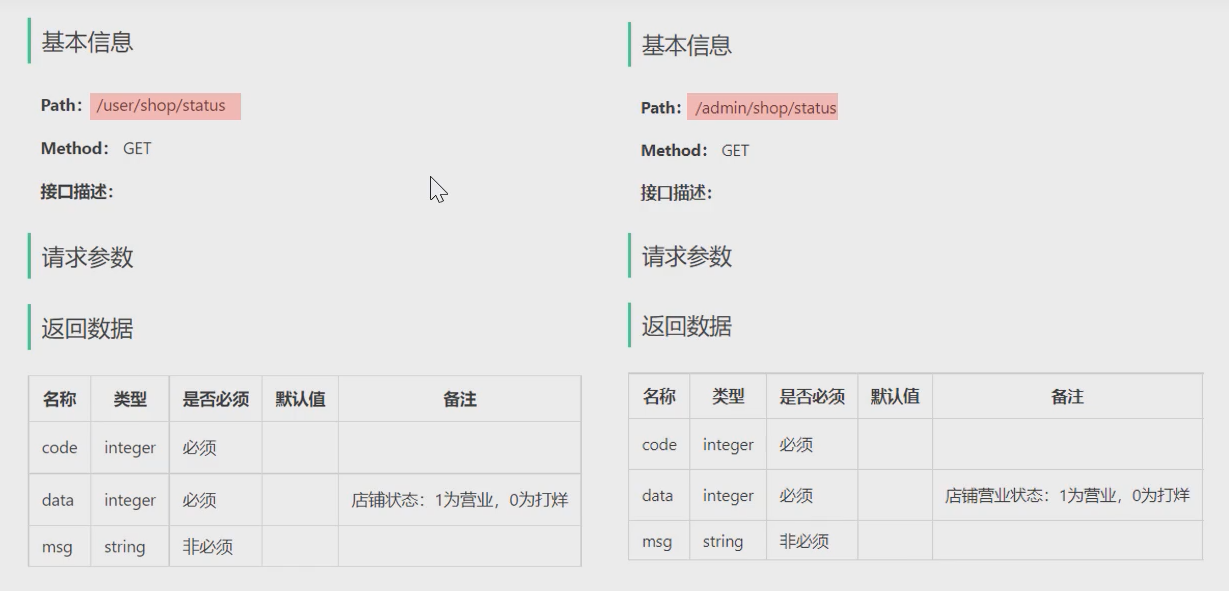 基本信息
Path: /user/shop/status
Method: GET
接口描述:
请求参数
返回数据
名称 类型 是否必须 默认值 备注
code integer 必须
data integer 必须 店铺状态：1为营业，0为打烊
msg string 非必须
基本信息
Path: /admin/shop/status
Method: GET
接口描述:
请求参数
返回数据
名称 类型 是否必须 默认值 备注
code integer 必须
data integer 必须 店铺营业状态：1为营业，0为打烊
msg string 非必须